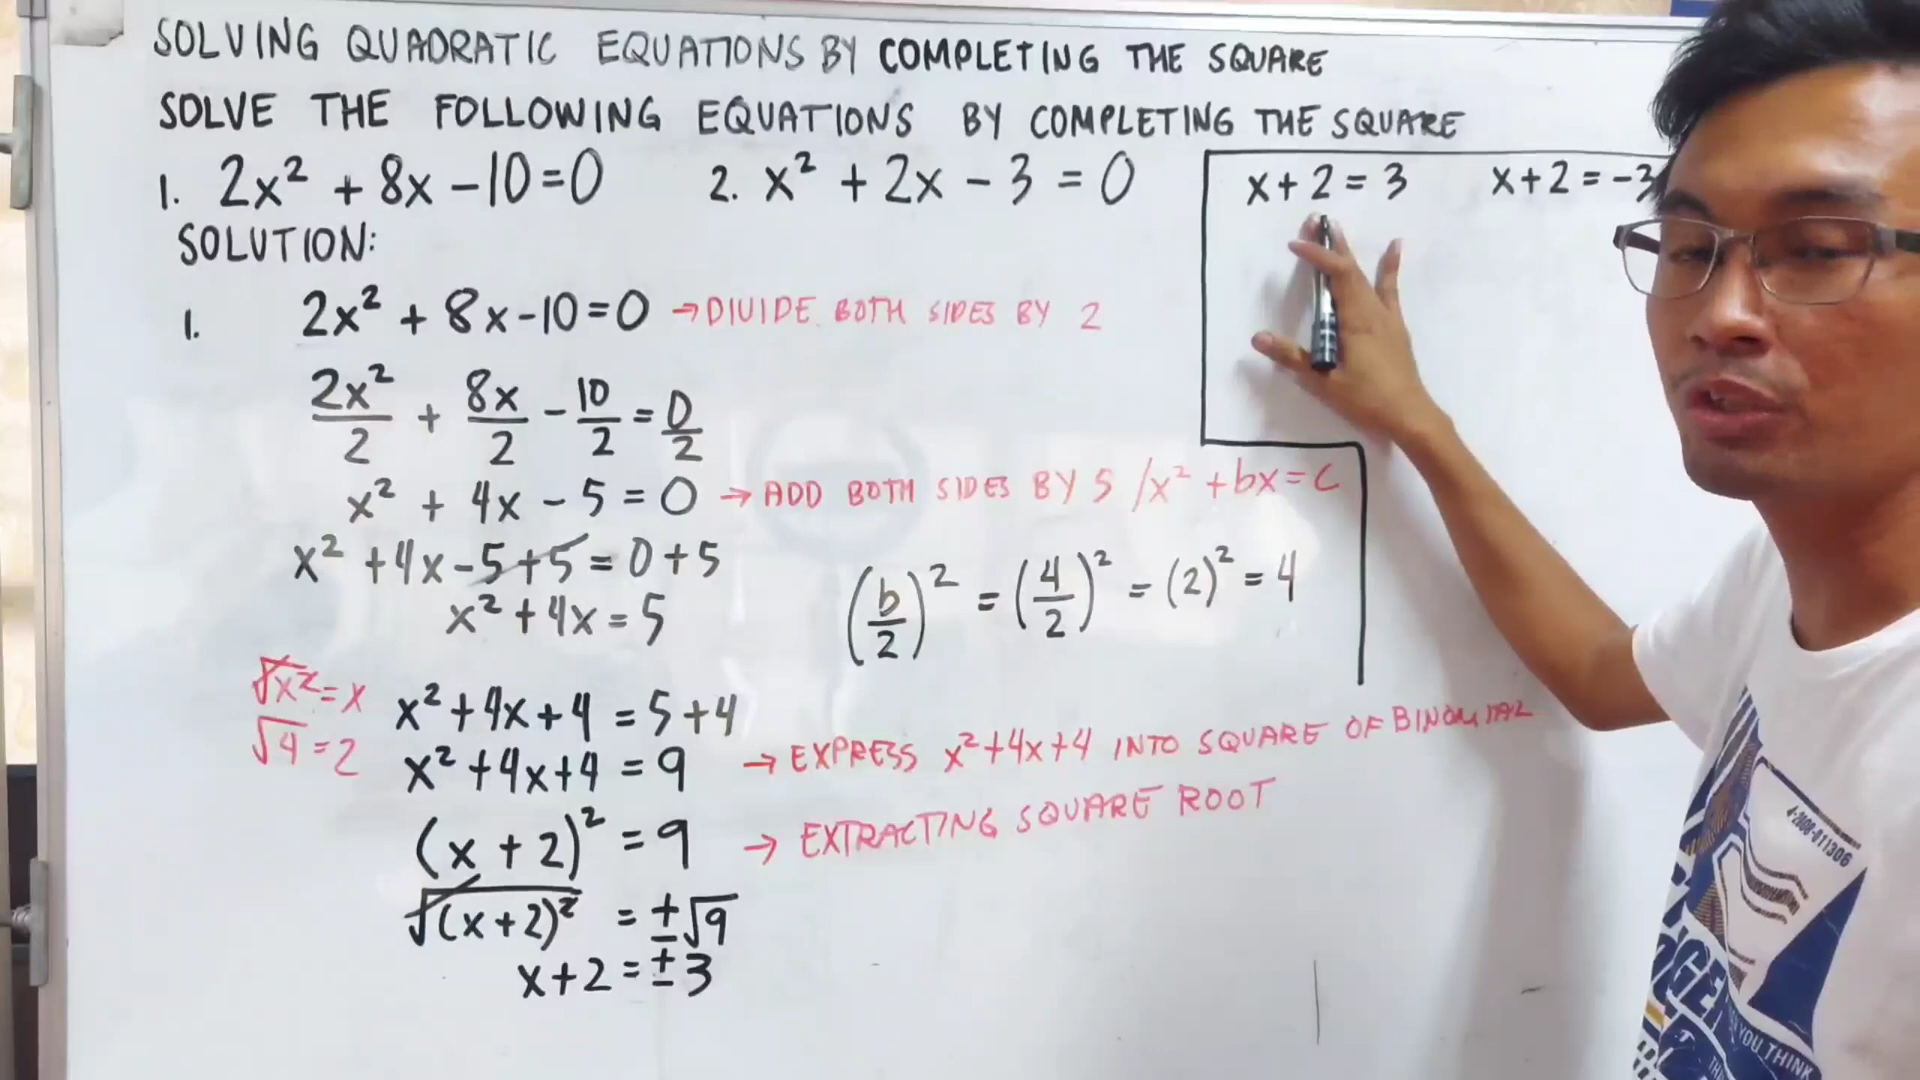 SOLVING QUADRATIC EQUATIONS BY COMPLETING THE SQUARE
SOLVE THE FOLLOWING EQUATIONS BY COMPLETING THE SQUARE
1. 2x² + 8x - 10 = 0
2. x² + 2x - 3 = 0
x + 2 = 3
x + 2 = -3
SOLUTION:
1. 2x² + 8x - 10 = 0 → DIVIDE BOTH SIDES BY 2
2x²/2 + 8x/2 - 10/2 = 0/2
x² + 4x - 5 = 0 → ADD BOTH SIDES BY 5 / x² + bx = C
x² + 4x - 5 + 5 = 0 + 5
x² + 4x = 5
(b/2)² = (4/2)² = (2)² = 4
√x² = x
√4 = 2
x² + 4x + 4 = 5 + 4
x² + 4x + 4 = 9 → EXPRESS x² + 4x + 4 INTO SQUARE OF BINOMIAL
(x + 2)² = 9 → EXTRACTING SQUARE ROOT
√(x + 2)² = ±√9
x + 2 = ±3
4-2008-011306
YOU THINK